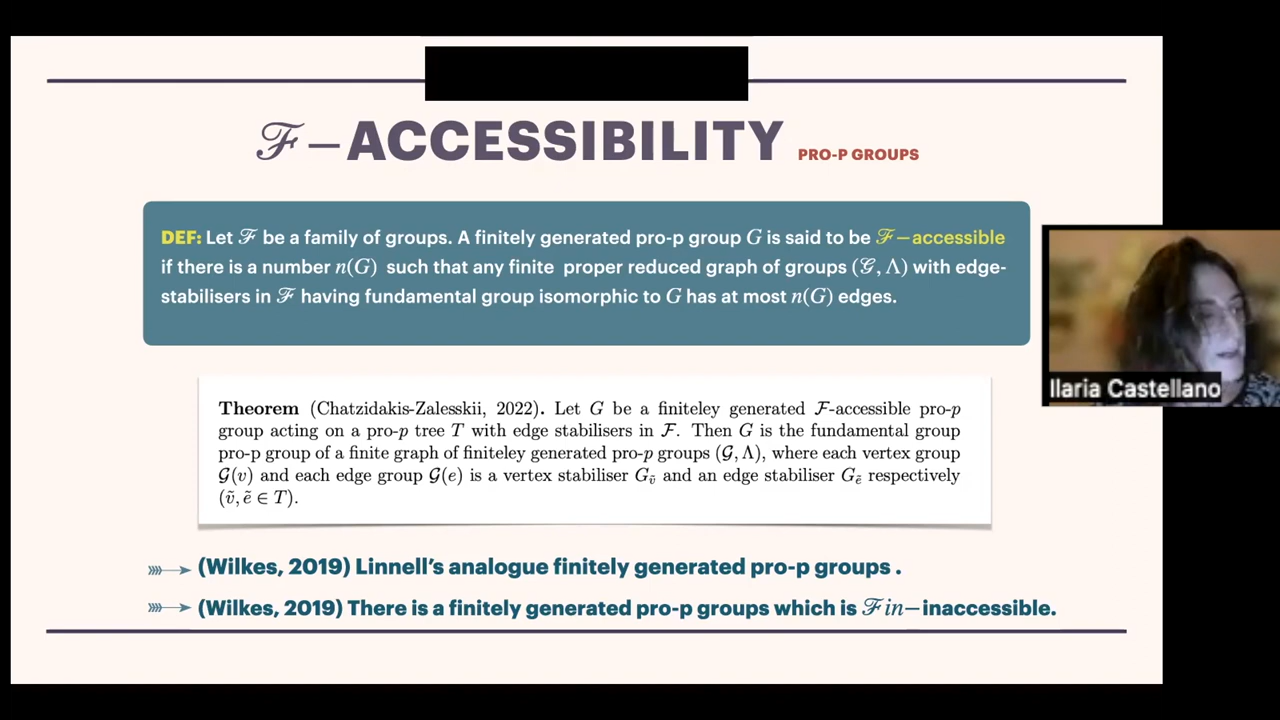 ℱ–ACCESSIBILITY PRO-P GROUPS
DEF: Let ℱ be a family of groups. A finitely generated pro-p group G is said to be ℱ–accessible
if there is a number n(G) such that any finite proper reduced graph of groups (𝒢, Λ) with edge-
stabilisers in ℱ having fundamental group isomorphic to G has at most n(G) edges.
Ilaria Castellano
Theorem (Chatzidakis-Zalesskii, 2022). Let G be a finiteley generated ℱ-accessible pro-p
group acting on a pro-p tree T with edge stabilisers in ℱ. Then G is the fundamental group
pro-p group of a finite graph of finiteley generated pro-p groups (𝒢, Λ), where each vertex group
𝒢(v) and each edge group 𝒢(e) is a vertex stabiliser G_ṽ and an edge stabiliser G_ẽ respectively
(ṽ, ẽ ∈ T).
(Wilkes, 2019) Linnell’s analogue finitely generated pro-p groups .
(Wilkes, 2019) There is a finitely generated pro-p groups which is ℱin–inaccessible.